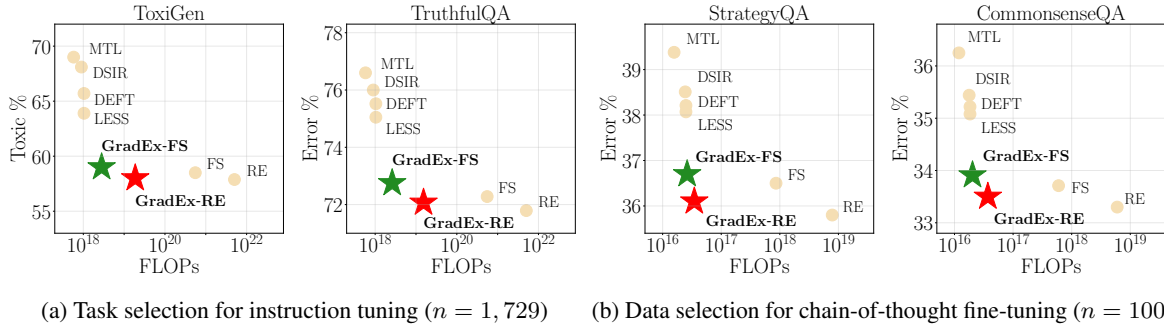 ToxiGen
Toxic %
70
65
60
55
MTL
DSIR
DEFT
LESS
GradEx-FS
FS
RE
GradEx-RE
10^18
10^20
10^22
FLOPs
TruthfulQA
Error %
78
76
74
72
MTL
DSIR
DEFT
LESS
GradEx-FS
FS
RE
GradEx-RE
10^18
10^20
10^22
FLOPs
(a) Task selection for instruction tuning (n = 1, 729)
StrategyQA
Error %
39
38
37
36
MTL
DSIR
DEFT
LESS
GradEx-FS
FS
RE
GradEx-RE
10^16
10^17
10^18
10^19
FLOPs
CommonsenseQA
Error %
36
35
34
33
MTL
DSIR
DEFT
LESS
GradEx-FS
FS
RE
GradEx-RE
10^16
10^17
10^18
10^19
FLOPs
(b) Data selection for chain-of-thought fine-tuning (n = 100